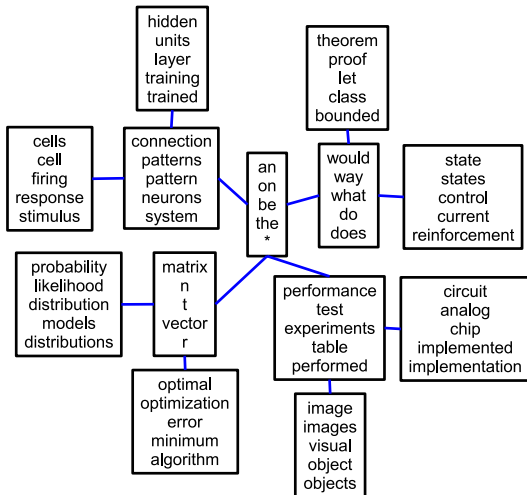 hidden
units
layer
training
trained
theorem
proof
let
class
bounded
cells
cell
firing
response
stimulus
connection
patterns
pattern
neurons
system
an
on
be
the
*
would
way
what
do
does
state
states
control
current
reinforcement
probability
likelihood
distribution
models
distributions
matrix
n
t
vector
r
performance
test
experiments
table
performed
circuit
analog
chip
implemented
implementation
optimal
optimization
error
minimum
algorithm
image
images
visual
object
objects